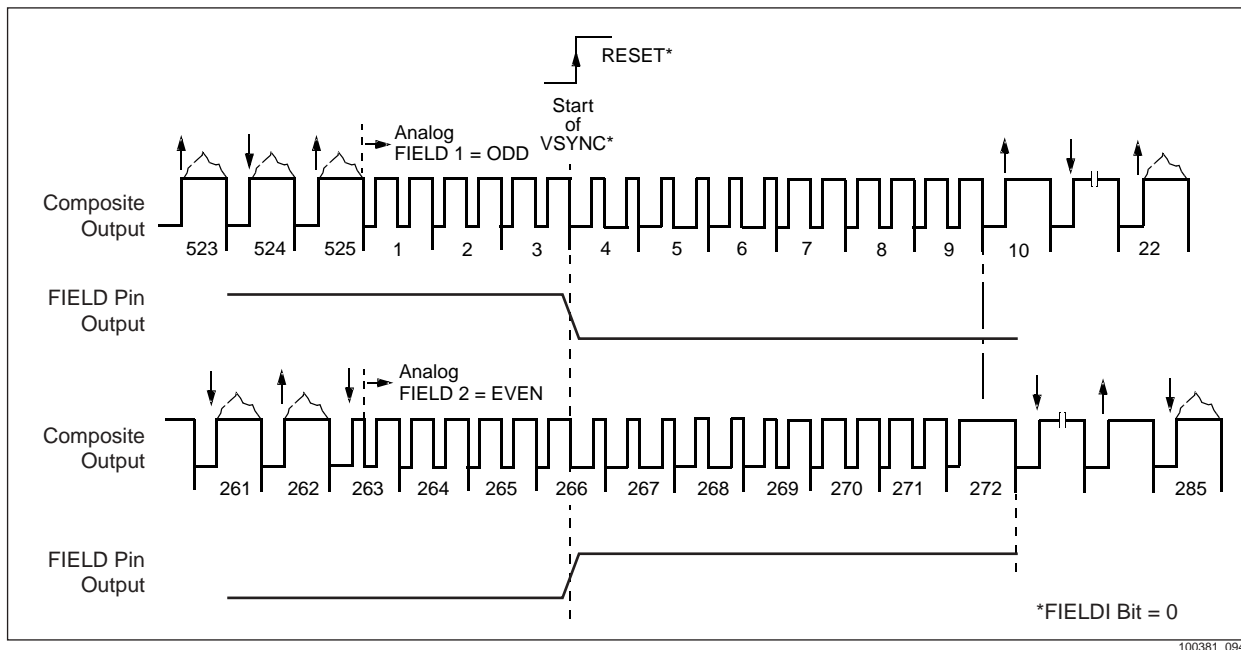 RESET*
Start
of
VSYNC*
Analog
FIELD 1 = ODD
Composite
Output
523 524 525 1 2 3 4 5 6 7 8 9 10 22
FIELD Pin
Output
Analog
FIELD 2 = EVEN
Composite
Output
261 262 263 264 265 266 267 268 269 270 271 272 285
FIELD Pin
Output
*FIELDI Bit = 0
100381_094